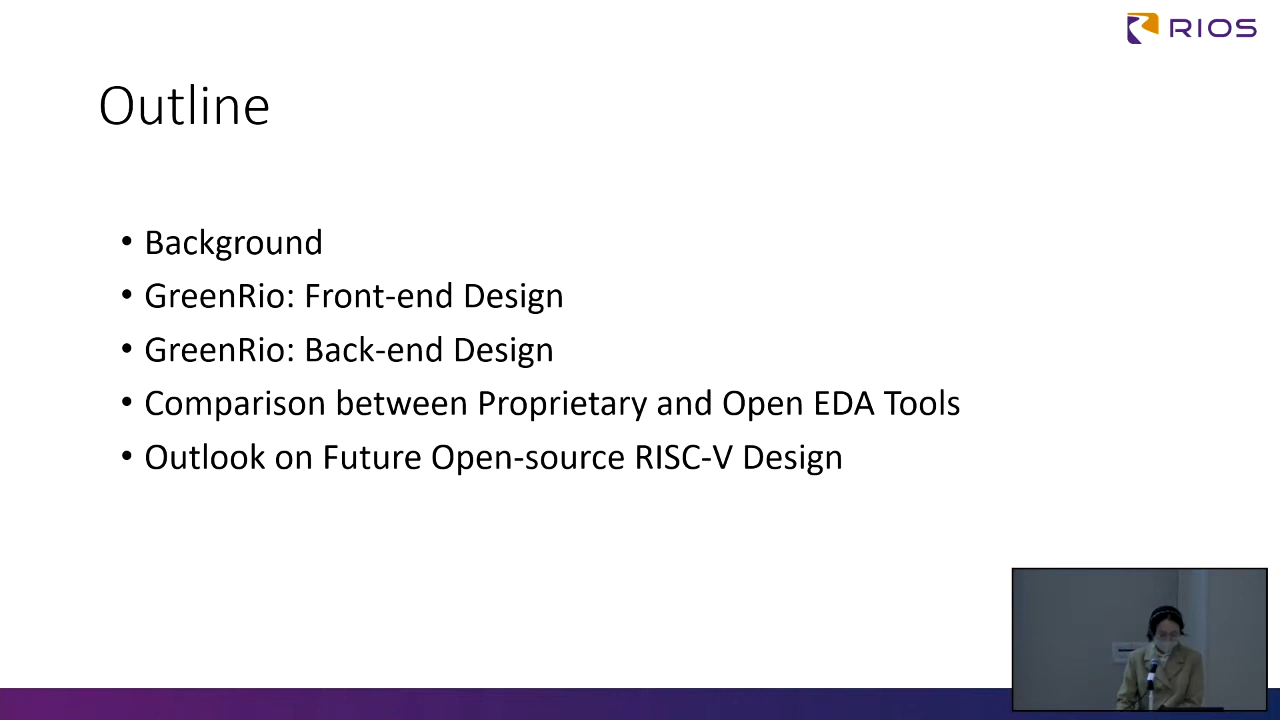 RIOS
Outline
• Background
• GreenRio: Front-end Design
• GreenRio: Back-end Design
• Comparison between Proprietary and Open EDA Tools
• Outlook on Future Open-source RISC-V Design